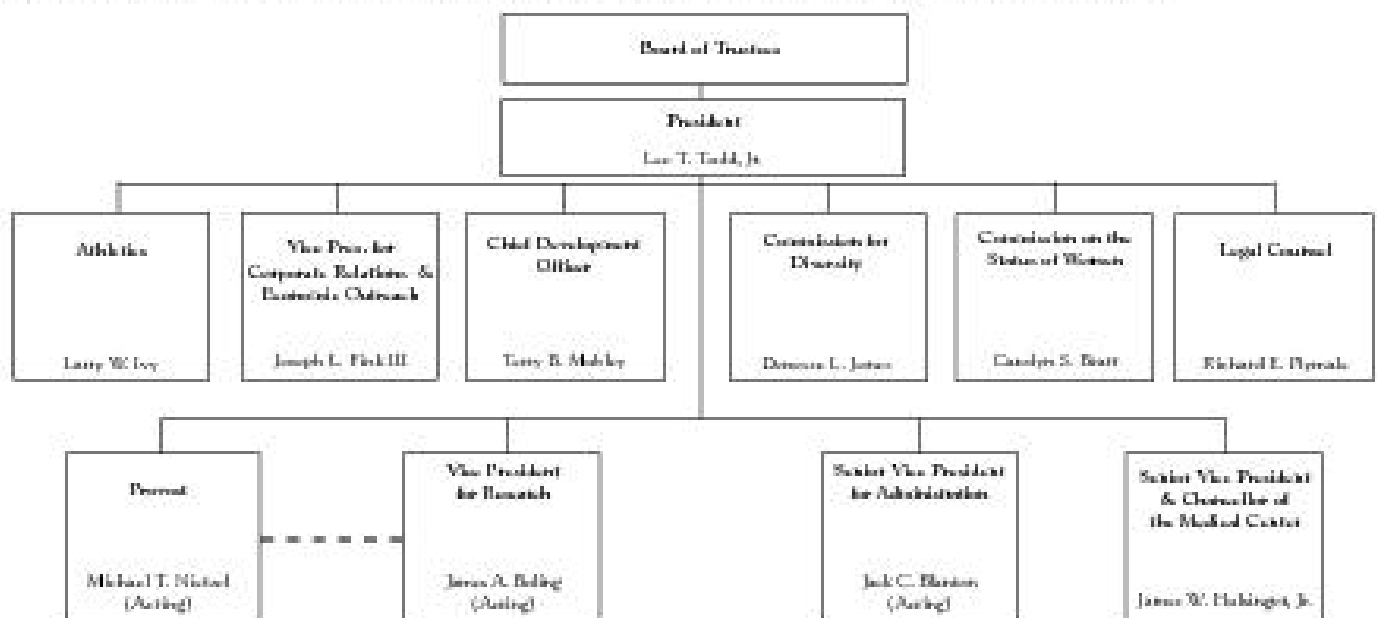 Board of Trustees
President
Lee T. Todd, Jr.
Athletics
Larry W. Ivy
Vice Pres. for
Corporate Relations &
Economic Outreach
Joseph L. Fink III
Chief Development
Officer
Terry B. Mobley
Commission for
Diversity
L. Jones
Commission on the
Status of Women
Carolyn S. Bratt
Legal Counsel
Richard E. Plymale
Provost
Michael T. Nietzel
(Acting)
Vice President
for Research
James A. Boling
(Acting)
Senior Vice President
for Administration
Jack C. Blanton
(Acting)
Senior Vice President
& Chancellor of
the Medical Center
James W. Holsinger, Jr.